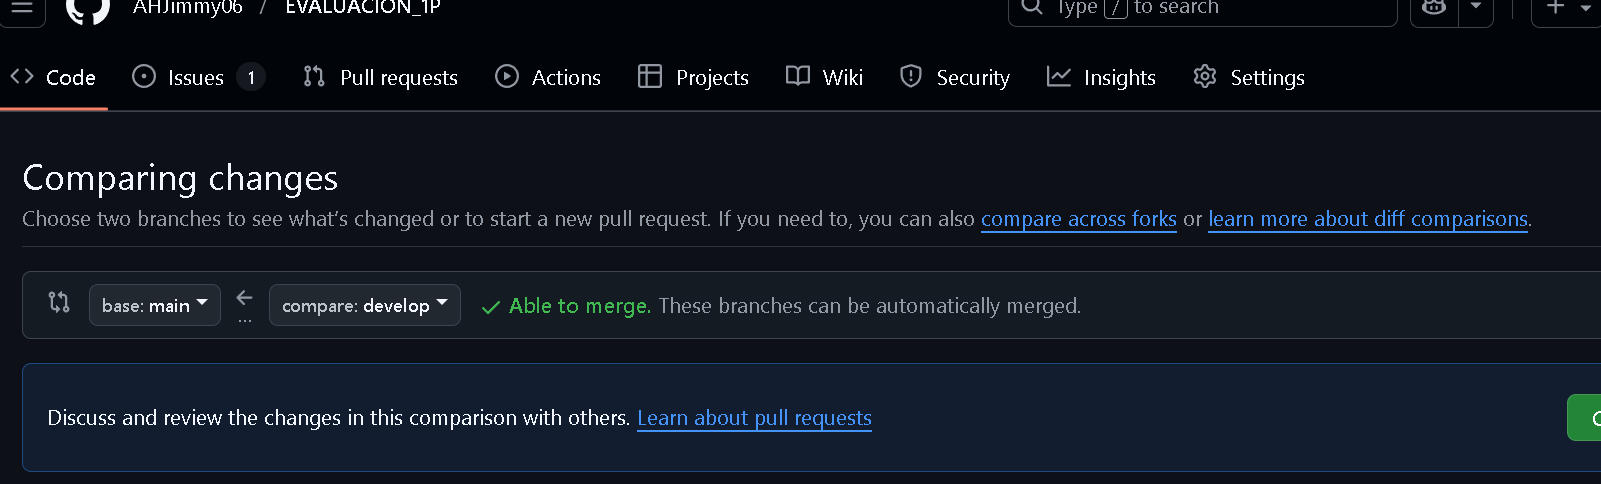 AHJimmy06 / EVALUACION_1P
Type / to search
Code Issues 1 Pull requests Actions Projects Wiki Security Insights Settings
Comparing changes
Choose two branches to see what's changed or to start a new pull request. If you need to, you can also compare across forks or learn more about diff comparisons.
base: main compare: develop Able to merge. These branches can be automatically merged.
...
Discuss and review the changes in this comparison with others. Learn about pull requests